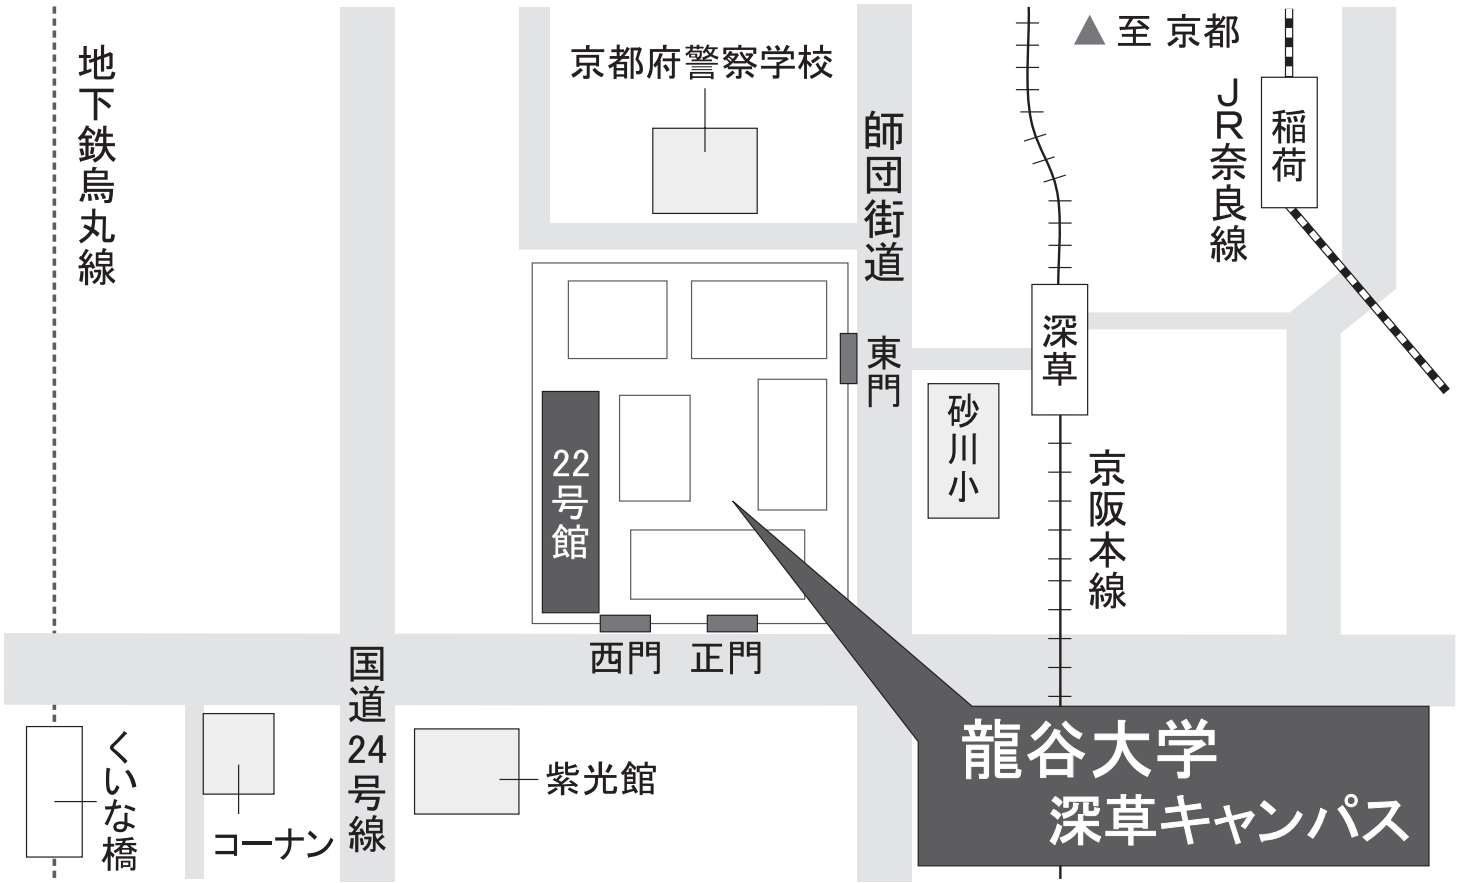 地下鉄烏丸線
京都府警察学校
師団街道
▲至 京都
JR奈良線
稲荷
深草
東門
砂川小
22号館
京阪本線
西門
正門
国道24号線
くいな橋
コーナン
紫光館
龍谷大学
深草キャンパス